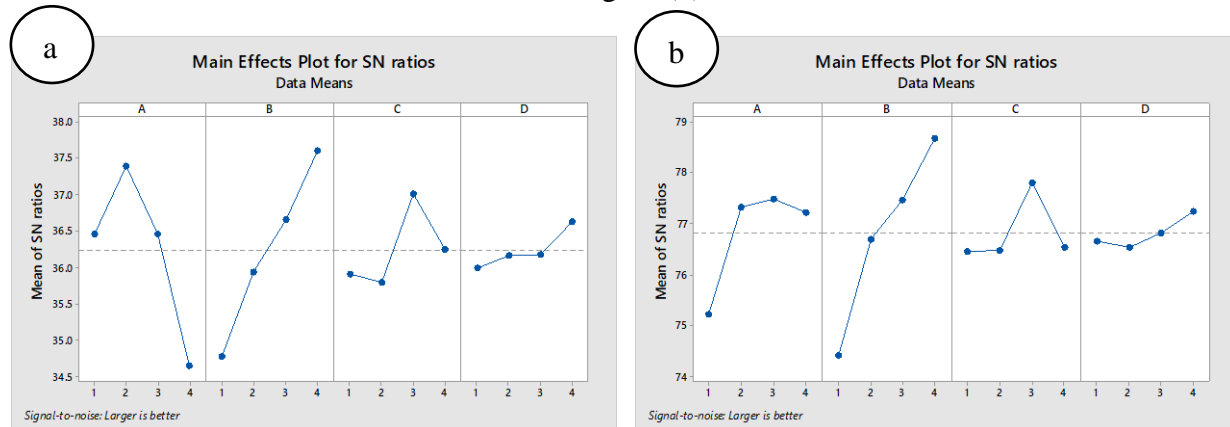 a
Main Effects Plot for SN ratios
Data Means
A B C D
Mean of SN ratios
38.0
37.5
37.0
36.5
36.0
35.5
35.0
34.5
1 2 3 4 1 2 3 4 1 2 3 4 1 2 3 4
Signal-to-noise: Larger is better
b
Main Effects Plot for SN ratios
Data Means
A B C D
Mean of SN ratios
79
78
77
76
75
74
1 2 3 4 1 2 3 4 1 2 3 4 1 2 3 4
Signal-to-noise: Larger is better